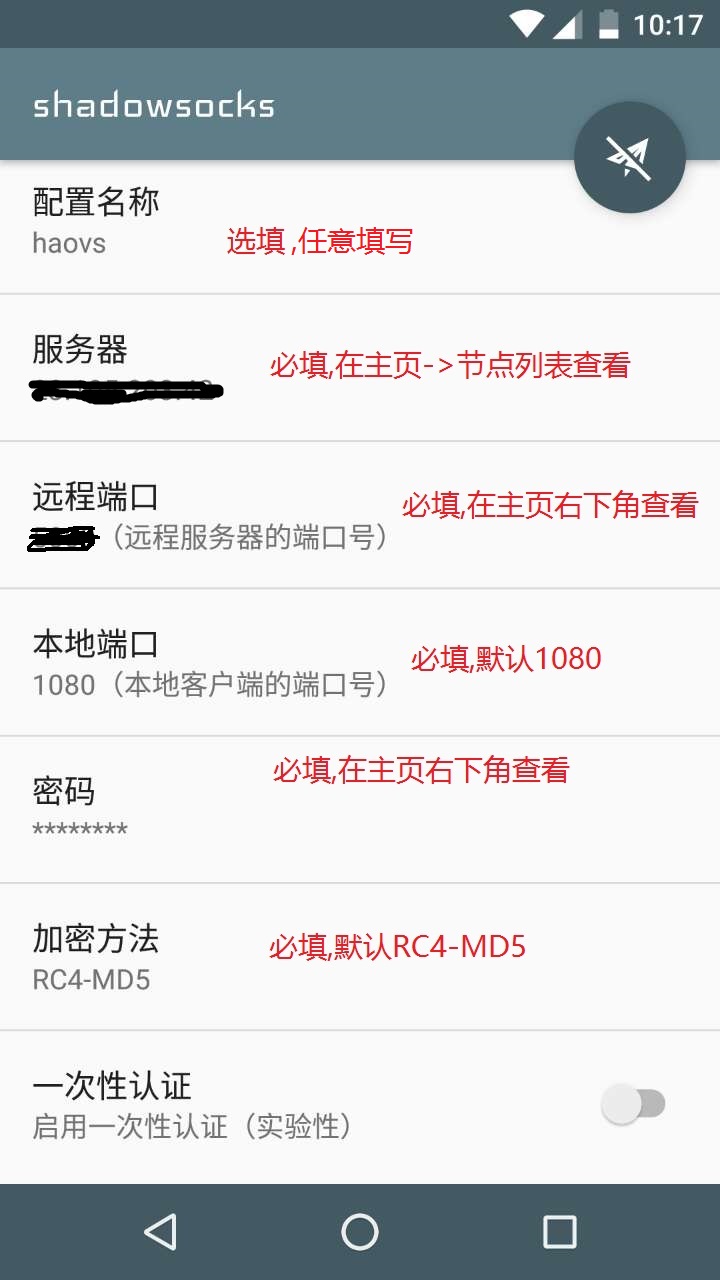 10:17
shadowsocks
配置名称
haovs
选填 ,任意填写
服务器
必填,在主页->节点列表查看
远程端口
必填,在主页右下角查看
（远程服务器的端口号）
本地端口
必填,默认1080
1080（本地客户端的端口号）
必填,在主页右下角查看
密码
********
加密方法
必填,默认RC4-MD5
RC4-MD5
一次性认证
启用一次性认证（实验性）